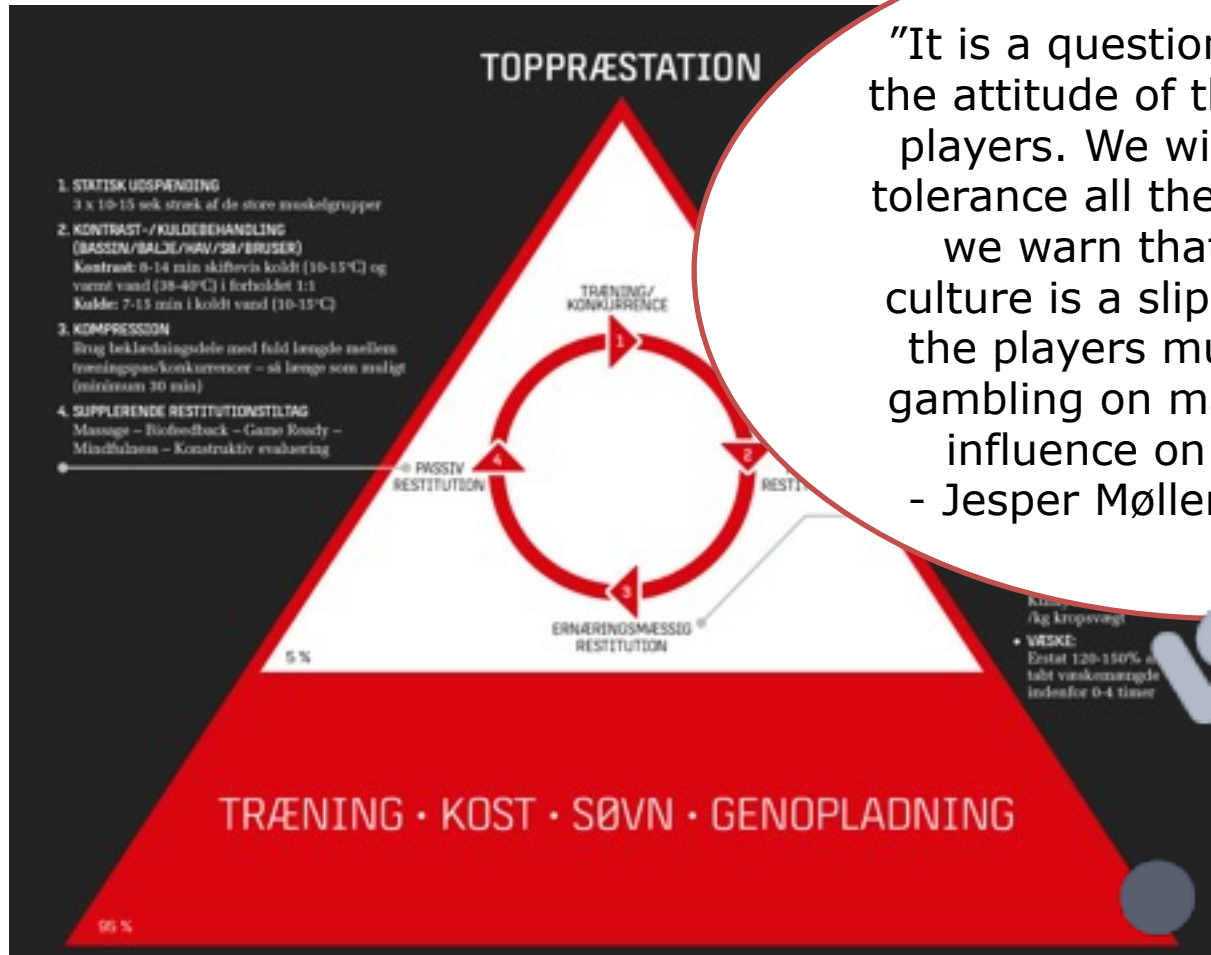 TOPPRÆSTATION
1. STATISK UDSPÆNDING
3 x 10-15 sek stræk af de store muskelgrupper
2. KONTRAST-/KULDEBEHANDLING
(BASSIN/BALJE/HAV/SØ/BRUSER)
Kontrast: 8-14 min skiftevis koldt (10-15°C) og
varmt vand (38-40°C) i forholdet 1:1
Kulde: 7-15 min i koldt vand (10-15°C)
3. KOMPRESSION
Brug beklædningsdele med fuld længde mellem
træningspas/konkurrencer – så længe som muligt
(minimum 30 min)
4. SUPPLERENDE RESTITUTIONSTILTAG
Massage – Biofeedback – Game Ready –
Mindfulness – Konstruktiv evaluering
TRÆNING/
KONKURRENCE
1
2
3
4
PASSIV
RESTITUTION
ERNÆRINGSMÆSSIG
RESTITUTION
5 %
/kg kropsvægt
• VÆSKE:
Erstat 120-150%
tabt væskemængde
indenfor 0-4 timer
TRÆNING · KOST · SØVN · GENOPLADNING
95 %
"It is a question
the attitude of
players. We
tolerance all the
we warn that
culture is a
the players
gambling on
influence on
- Jesper Møller